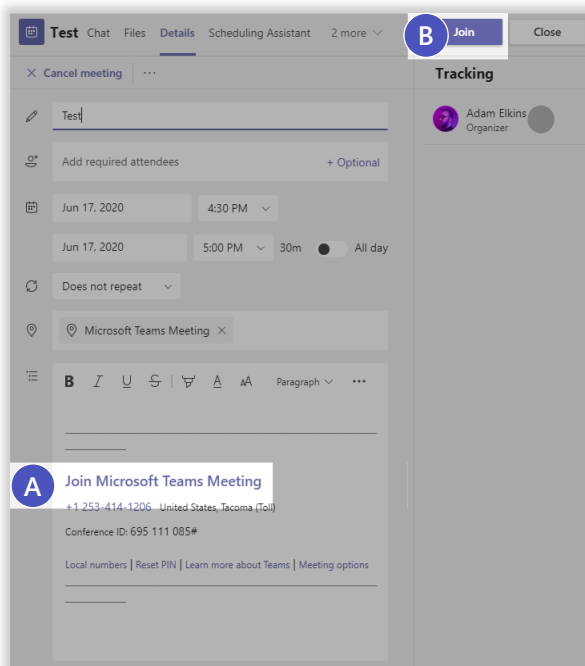 Test Chat Files Details Scheduling Assistant 2 more B Join Close
Cancel meeting ... Tracking
Test
Adam Elkins
Organizer
Add required attendees + Optional
Jun 17, 2020 4:30 PM
Jun 17, 2020 5:00 PM 30m All day
Does not repeat
Microsoft Teams Meeting
B I U S A AA Paragraph ...
A Join Microsoft Teams Meeting
+1 253-414-1206 United States, Tacoma (Toll)
Conference ID: 695 111 085#
Local numbers | Reset PIN | Learn more about Teams | Meeting options